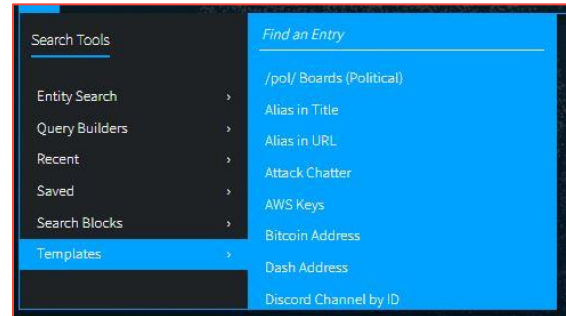 Search Tools
Entity Search
Query Builders
Recent
Saved
Search Blocks
Templates
Find an Entry
/pol/ Boards (Political)
Alias in Title
Alias in URL
Attack Chatter
AWS Keys
Bitcoin Address
Dash Address
Discord Channel by ID